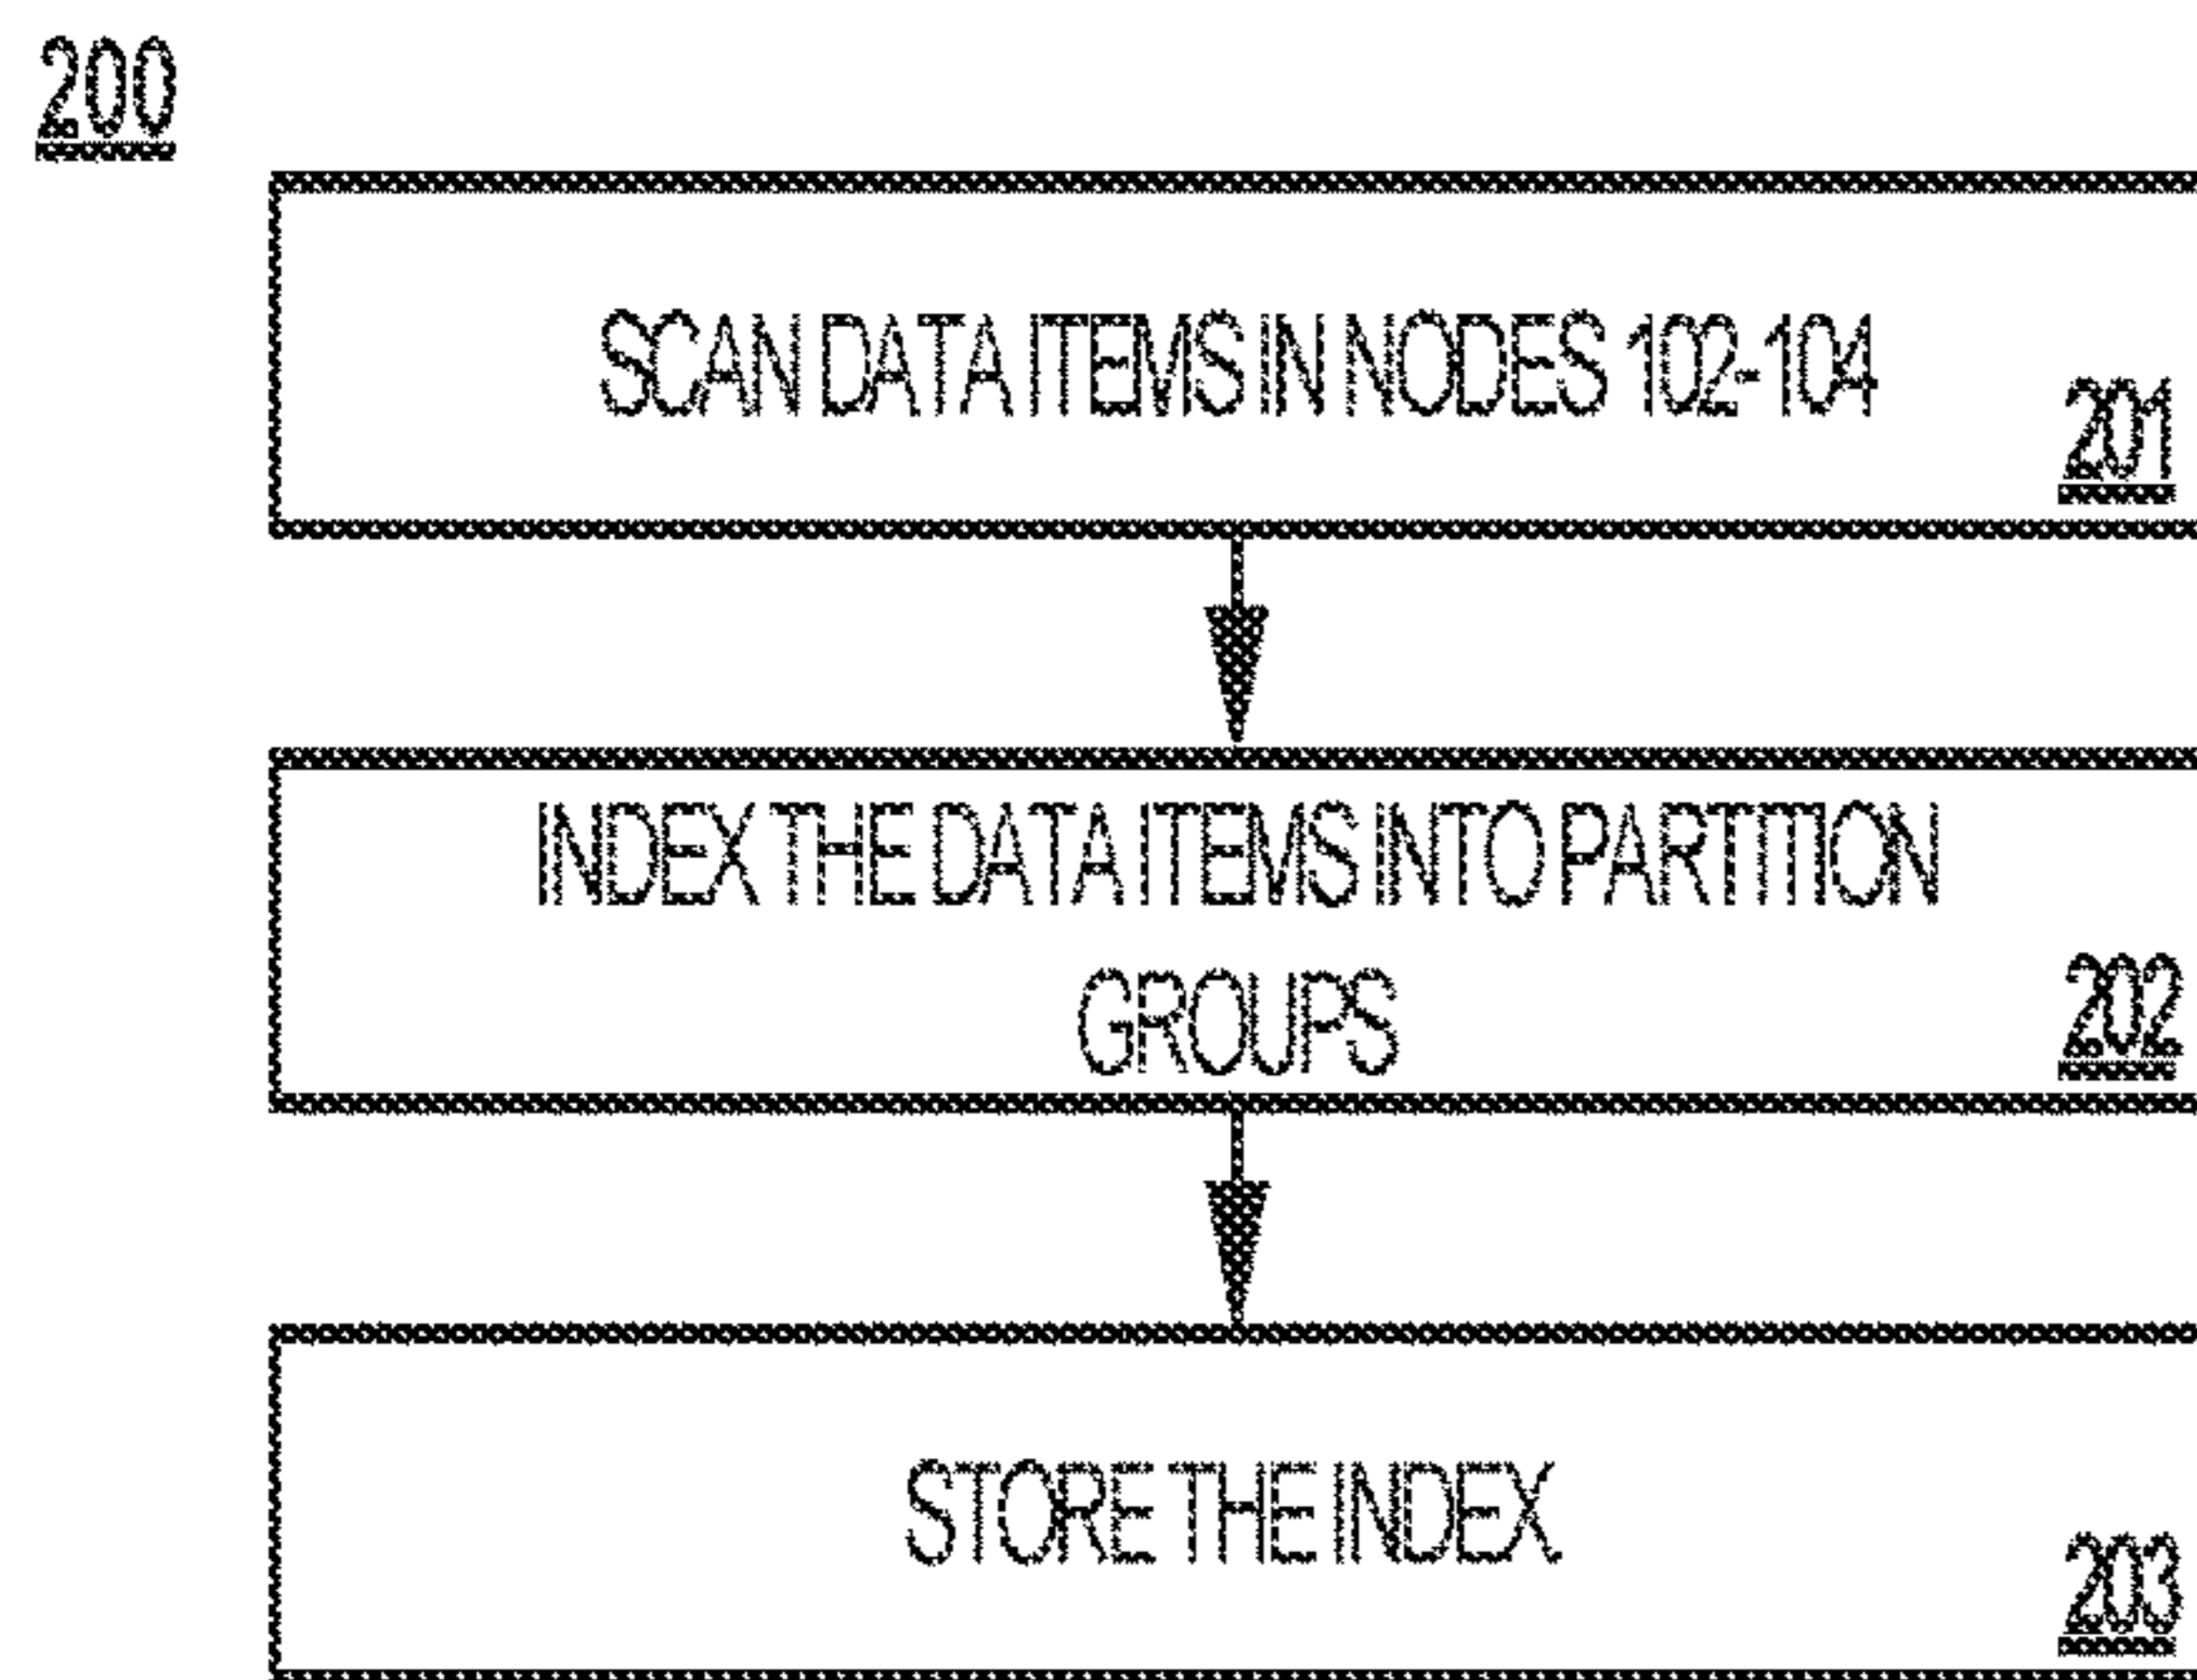 200
SCAN DATA ITEMS IN NODES 102-104
201
INDEX THE DATA ITEMS INTO PARTITION
GROUPS
202
STORE THE INDEX
203